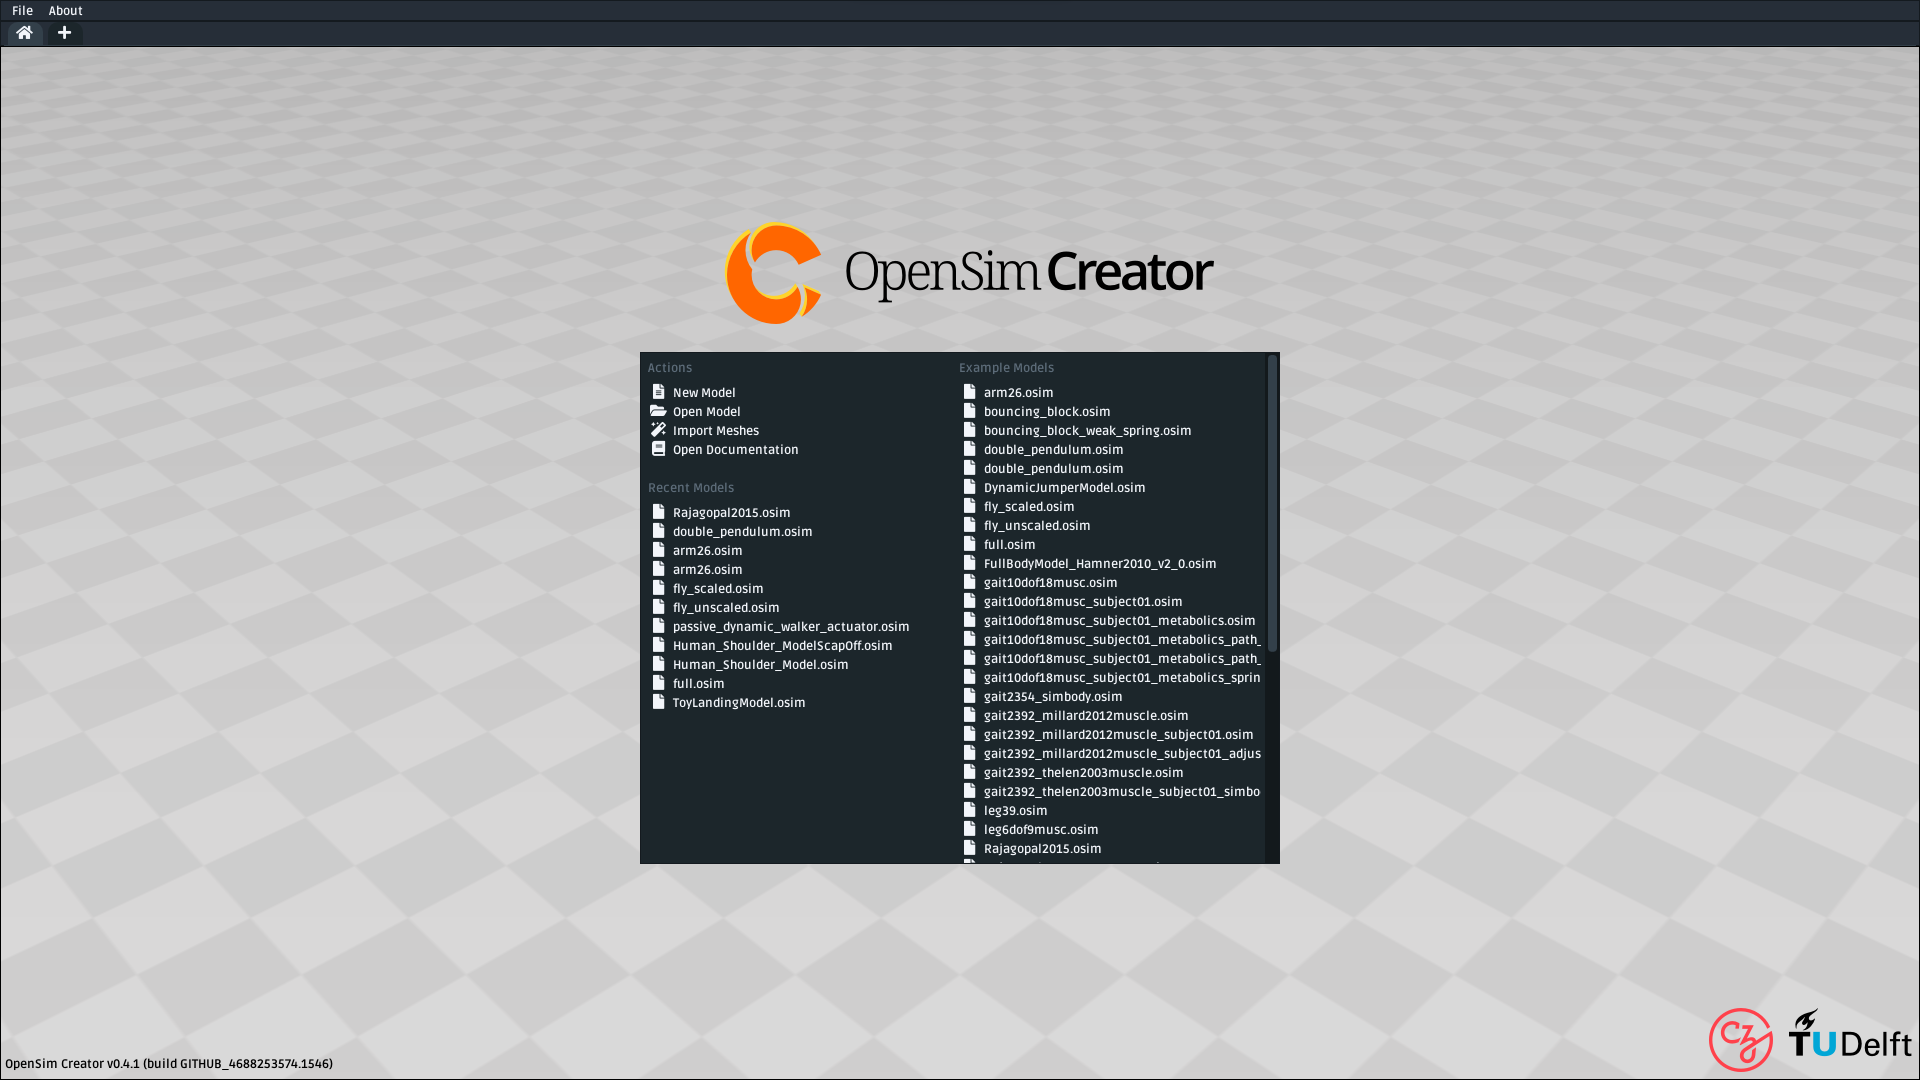 File About
OpenSim Creator
Actions
New Model
Open Model
Import Meshes
Open Documentation
Recent Models
Rajagopal2015.osim
double_pendulum.osim
arm26.osim
arm26.osim
fly_scaled.osim
fly_unscaled.osim
passive_dynamic_walker_actuator.osim
Human_Shoulder_ModelScapOff.osim
Human_Shoulder_Model.osim
full.osim
ToyLandingModel.osim
Example Models
arm26.osim
bouncing_block.osim
bouncing_block_weak_spring.osim
double_pendulum.osim
double_pendulum.osim
DynamicJumperModel.osim
fly_scaled.osim
fly_unscaled.osim
full.osim
FullBodyModel_Hamner2010_v2_0.osim
gait10dof18musc.osim
gait10dof18musc_subject01.osim
gait10dof18musc_subject01_metabolics.osim
gait10dof18musc_subject01_metabolics_path_
gait10dof18musc_subject01_metabolics_path_
gait10dof18musc_subject01_metabolics_sprin
gait2354_simbody.osim
gait2392_millard2012muscle.osim
gait2392_millard2012muscle_subject01.osim
gait2392_millard2012muscle_subject01_adjus
gait2392_thelen2003muscle.osim
gait2392_thelen2003muscle_subject01_simbo
leg39.osim
leg6dof9musc.osim
Rajagopal2015.osim
OpenSim Creator v0.4.1 (build GITHUB_4688253574.1546)
CZI
TUDelft